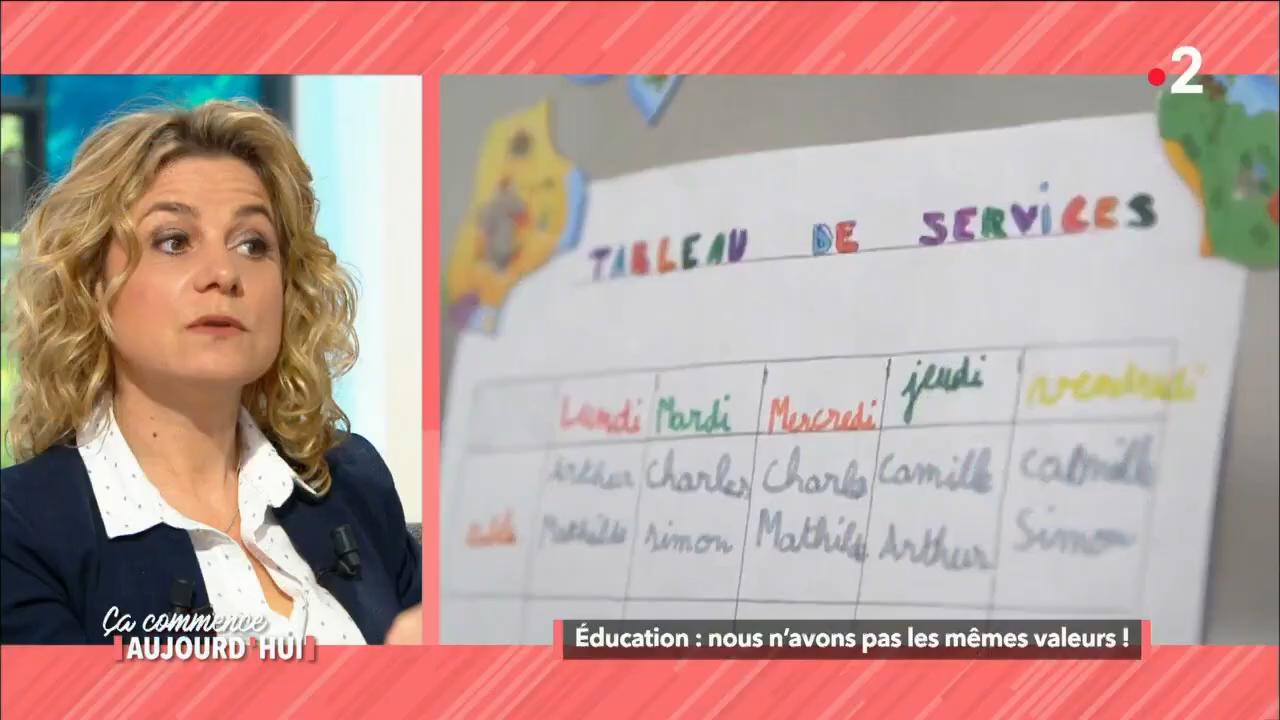 2
TABLEAU DE SERVICES
Lundi Mardi Mercredi jeudi vendredi
Arthur Charles Charles Camille Camille
Mathilde Simon Mathilde Arthur Simon
Ça commence
AUJOURD'HUI
Éducation : nous n'avons pas les mêmes valeurs !